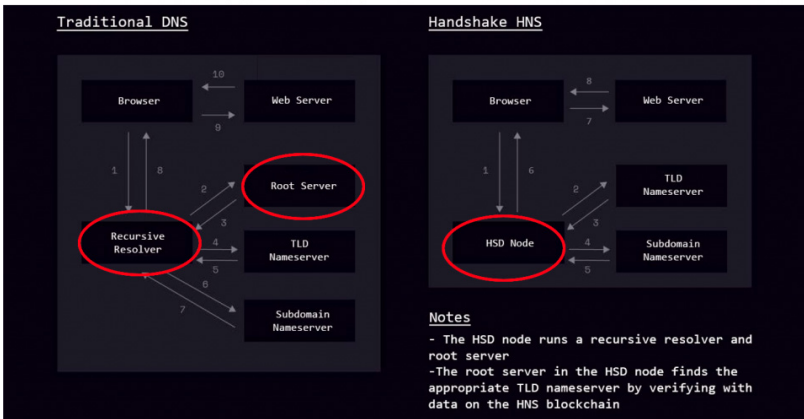 Traditional DNS
10
Browser
Web Server
9
1
8
2
Root Server
3
Recursive
Resolver
4
TLD
Nameserver
5
6
7
Subdomain
Nameserver
Handshake HNS
8
Browser
Web Server
7
1
6
2
TLD
Nameserver
3
HSD Node
4
Subdomain
Nameserver
5
Notes
- The HSD node runs a recursive resolver and
root server
-The root server in the HSD node finds the
appropriate TLD nameserver by verifying with
data on the HNS blockchain